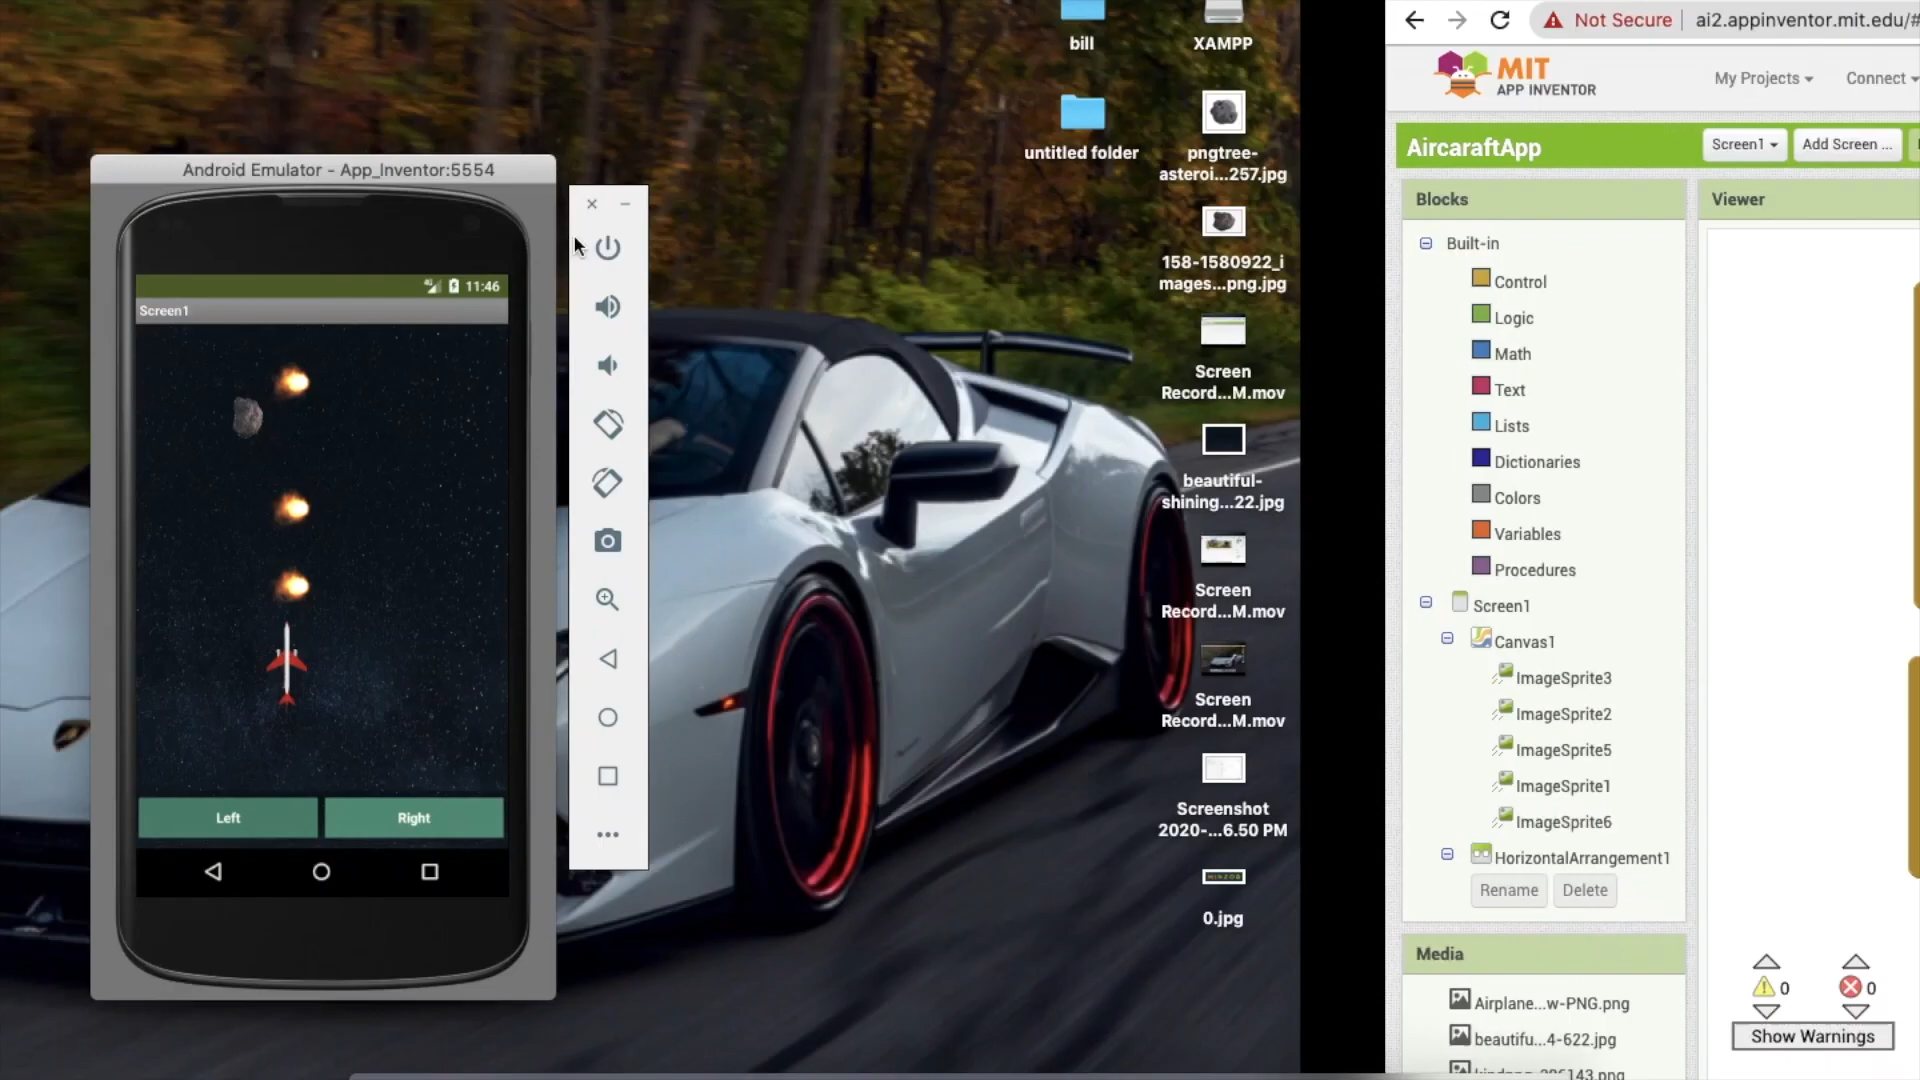 Android Emulator - App_Inventor:5554
4G 11:46
Screen1
Left
Right
bill
XAMPP
untitled folder
pngtree-
asteroi...257.jpg
158-1580922_i
mages...png.jpg
Screen
Record...M.mov
beautiful-
shining...22.jpg
Screen
Record...M.mov
Screen
Record...M.mov
Screenshot
2020-...6.50 PM
0.jpg
Not Secure
ai2.appinventor.mit.edu/#
MIT
APP INVENTOR
My Projects
Connect
AircaraftApp
Screen1
Add Screen ...
Blocks
Viewer
Built-in
Control
Logic
Math
Text
Lists
Dictionaries
Colors
Variables
Procedures
Screen1
Canvas1
ImageSprite3
ImageSprite2
ImageSprite5
ImageSprite1
ImageSprite6
HorizontalArrangement1
Rename
Delete
Media
Airplane...w-PNG.png
beautifu...4-622.jpg
0
0
Show Warnings